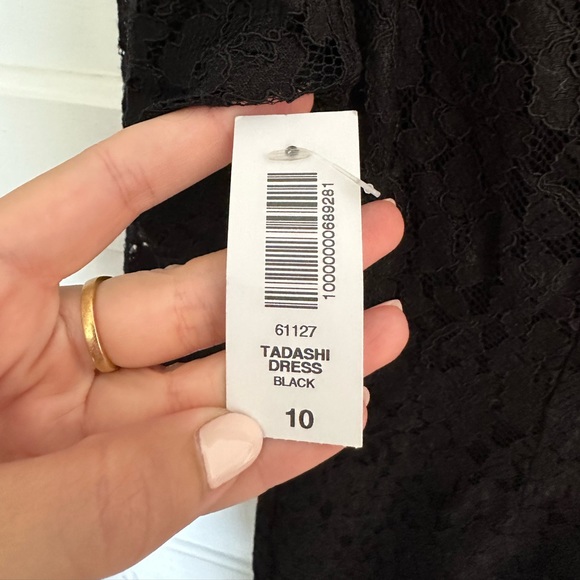 10000000689281
61127
TADASHI
DRESS
BLACK
10